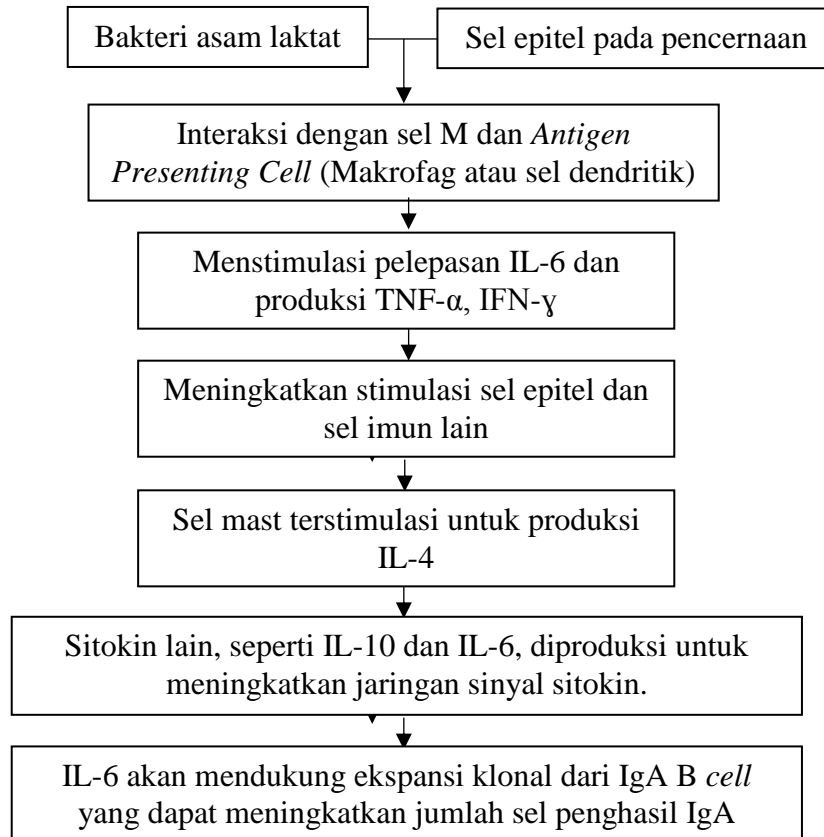 Bakteri asam laktat
Sel epitel pada pencernaan
Interaksi dengan sel M dan Antigen
Presenting Cell (Makrofag atau sel dendritik)
Menstimulasi pelepasan IL-6 dan
produksi TNF-α, IFN-ɣ
Meningkatkan stimulasi sel epitel dan
sel imun lain
Sel mast terstimulasi untuk produksi
IL-4
Sitokin lain, seperti IL-10 dan IL-6, diproduksi untuk
meningkatkan jaringan sinyal sitokin.
IL-6 akan mendukung ekspansi klonal dari IgA B cell
yang dapat meningkatkan jumlah sel penghasil IgA